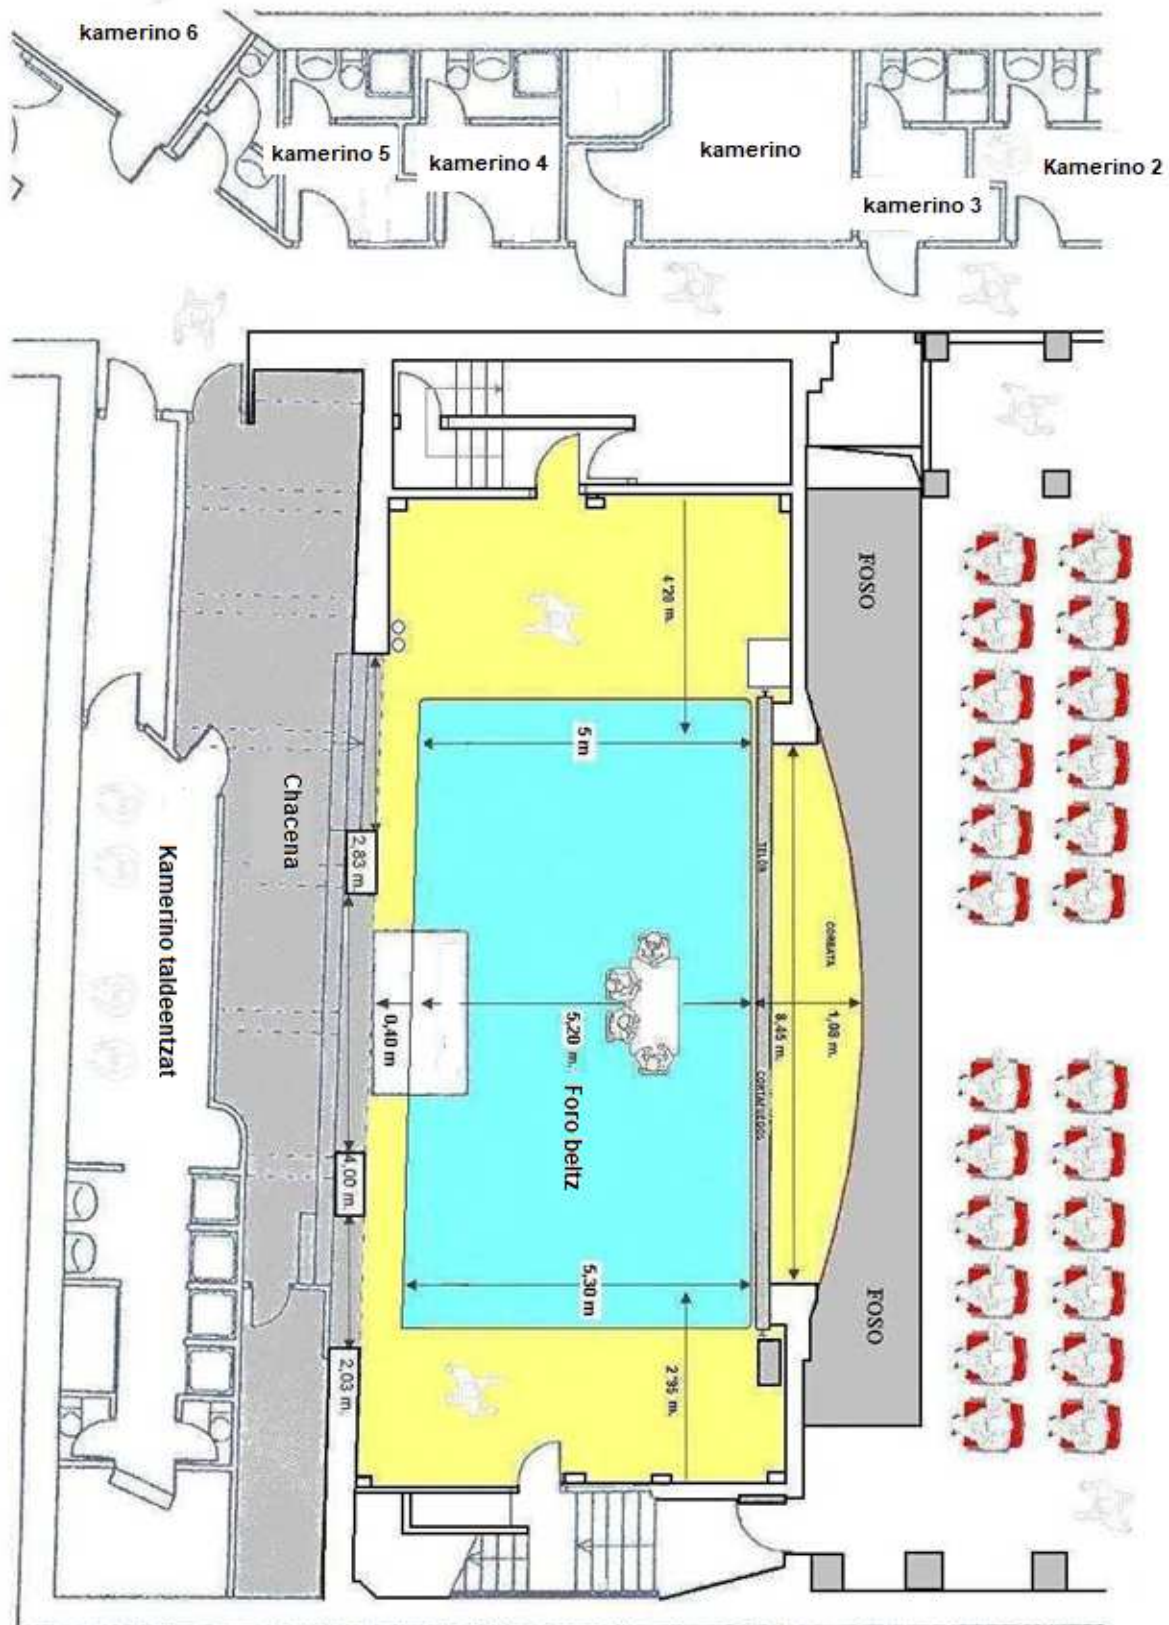 kamerino 6
kamerino 5
kamerino 4
kamerino
kamerino 3
Kamerino 2
FOSO
4'20 m.
5 m
Chacena
2,83 m.
TELÓN
CORBATA
Kamerino taldeentzat
0,40 m
5,20 m.
Foro beltz
8,45 m.
1,08 m.
CORTAFUEGOS
4,00 m.
5,30 m
FOSO
2,03 m.
2'95 m.